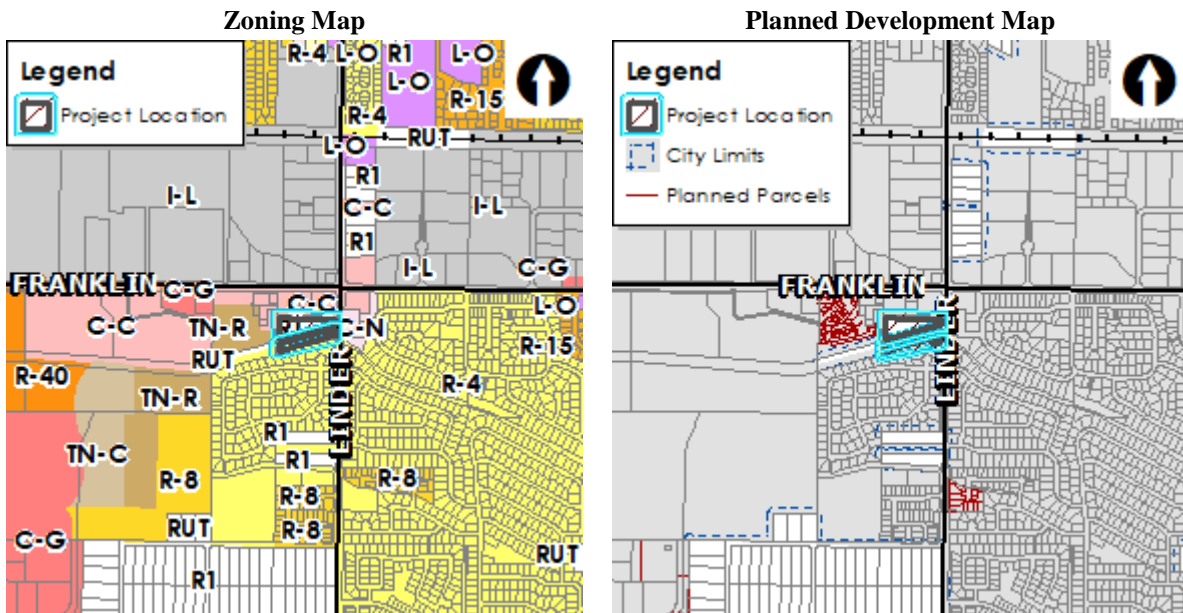 Zoning Map
Planned Development Map
Legend
Project Location
R-4 L-O R1 L-O
L-O
R-15
R-4
RUT
L-O
R1
I-L
C-C
I-L
R1
I-L
C-G
FRANKLIN
C-G
C-C
L-O
C-C
TN-R
R1
C-N
RUT
R-15
R-40
R-4
TN-R
LINDER
R1
TN-C
R1
R-8
R-8
R-8
RUT
R-8
C-G
RUT
R1
Legend
Project Location
City Limits
Planned Parcels
FRANKLIN
LINDER